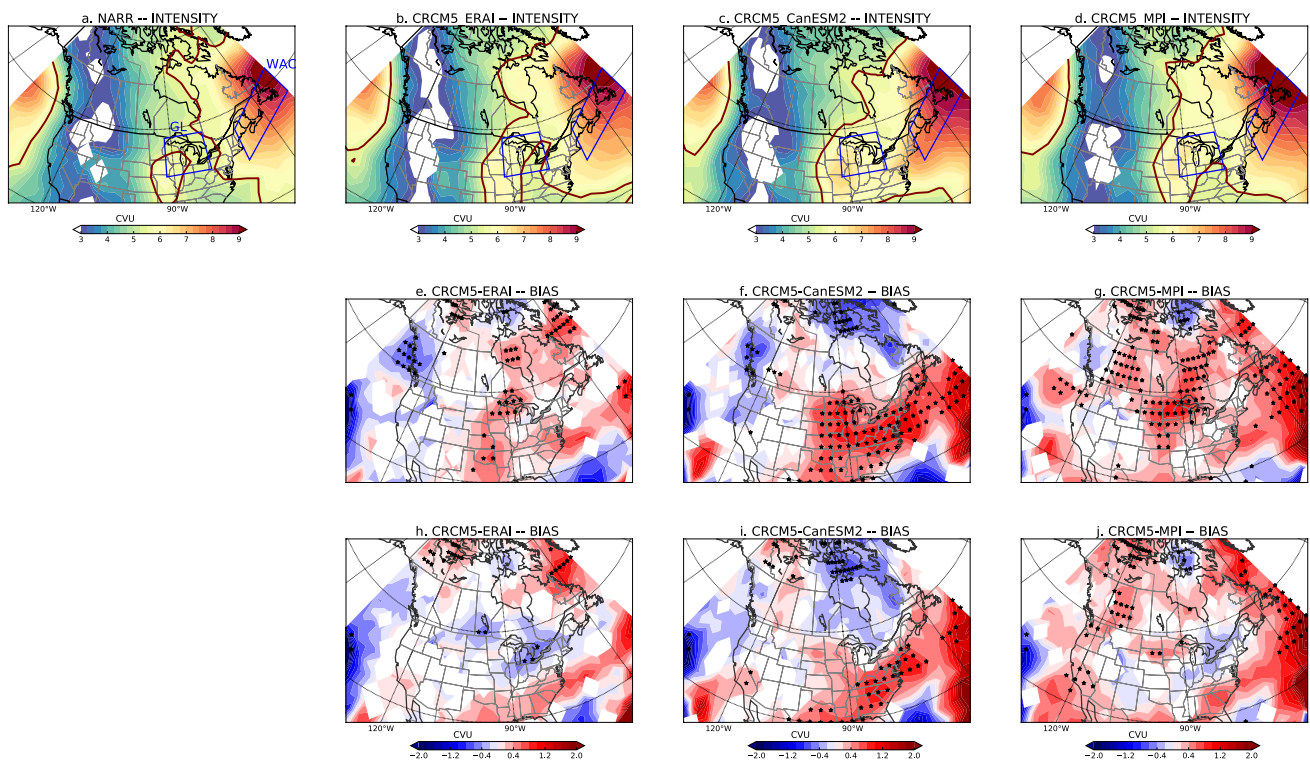 a. NARR -- INTENSITY
b. CRCM5_ERAI − INTENSITY
c. CRCM5_CanESM2 -- INTENSITY
d. CRCM5_MPI − INTENSITY
WAC
GL
120°W 90°W
120°W 90°W
120°W 90°W
120°W 90°W
CVU
3 4 5 6 7 8 9
CVU
3 4 5 6 7 8 9
CVU
3 4 5 6 7 8 9
CVU
3 4 5 6 7 8 9
e. CRCM5-ERAI -- BIAS
f. CRCM5-CanESM2 − BIAS
g. CRCM5-MPI -- BIAS
h. CRCM5-ERAI -- BIAS
i. CRCM5-CanESM2 -- BIAS
j. CRCM5-MPI − BIAS
120°W 90°W
120°W 90°W
120°W 90°W
CVU
−2.0 −1.2 −0.4 0.4 1.2 2.0
CVU
−2.0 −1.2 −0.4 0.4 1.2 2.0
CVU
−2.0 −1.2 −0.4 0.4 1.2 2.0